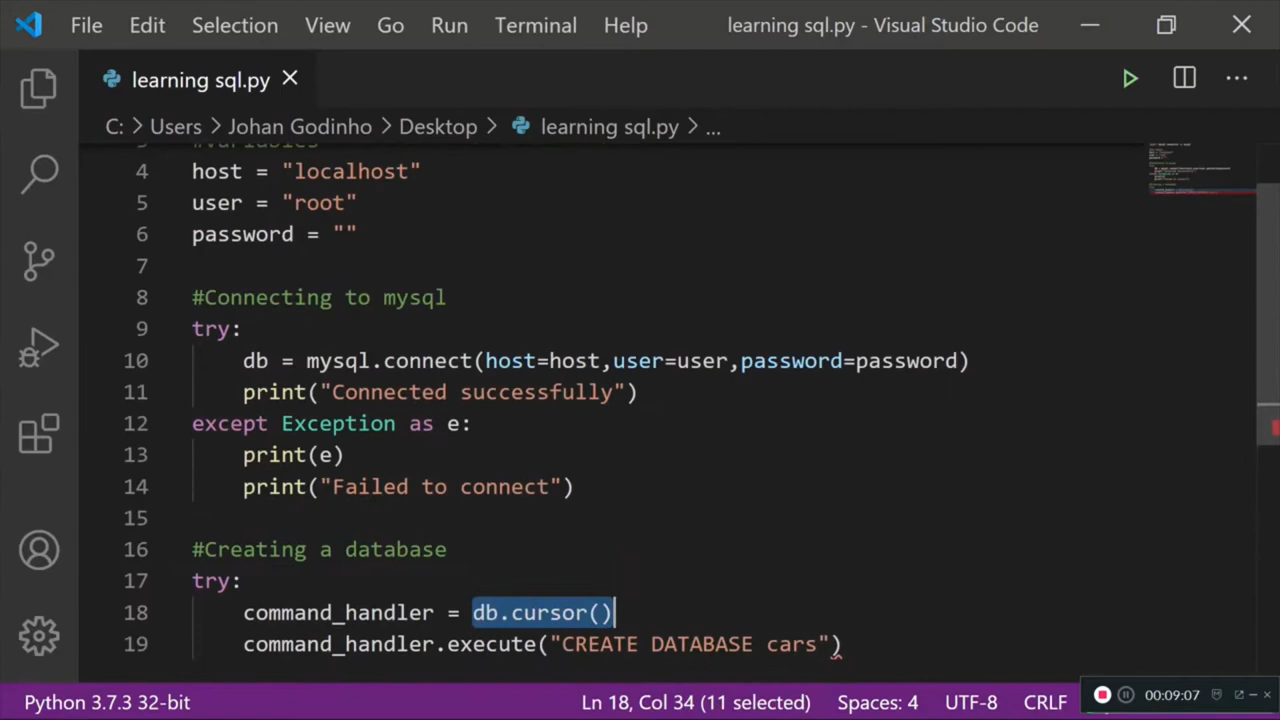 File Edit Selection View Go Run Terminal Help learning sql.py - Visual Studio Code
learning sql.py
C: > Users > Johan Godinho > Desktop > learning sql.py > ...
3 #variables
4 host = "localhost"
5 user = "root"
6 password = ""
7
8 #Connecting to mysql
9 try:
10 db = mysql.connect(host=host,user=user,password=password)
11 print("Connected successfully")
12 except Exception as e:
13 print(e)
14 print("Failed to connect")
15
16 #Creating a database
17 try:
18 command_handler = db.cursor()
19 command_handler.execute("CREATE DATABASE cars")
Python 3.7.3 32-bit Ln 18, Col 34 (11 selected) Spaces: 4 UTF-8 CRLF 00:09:07